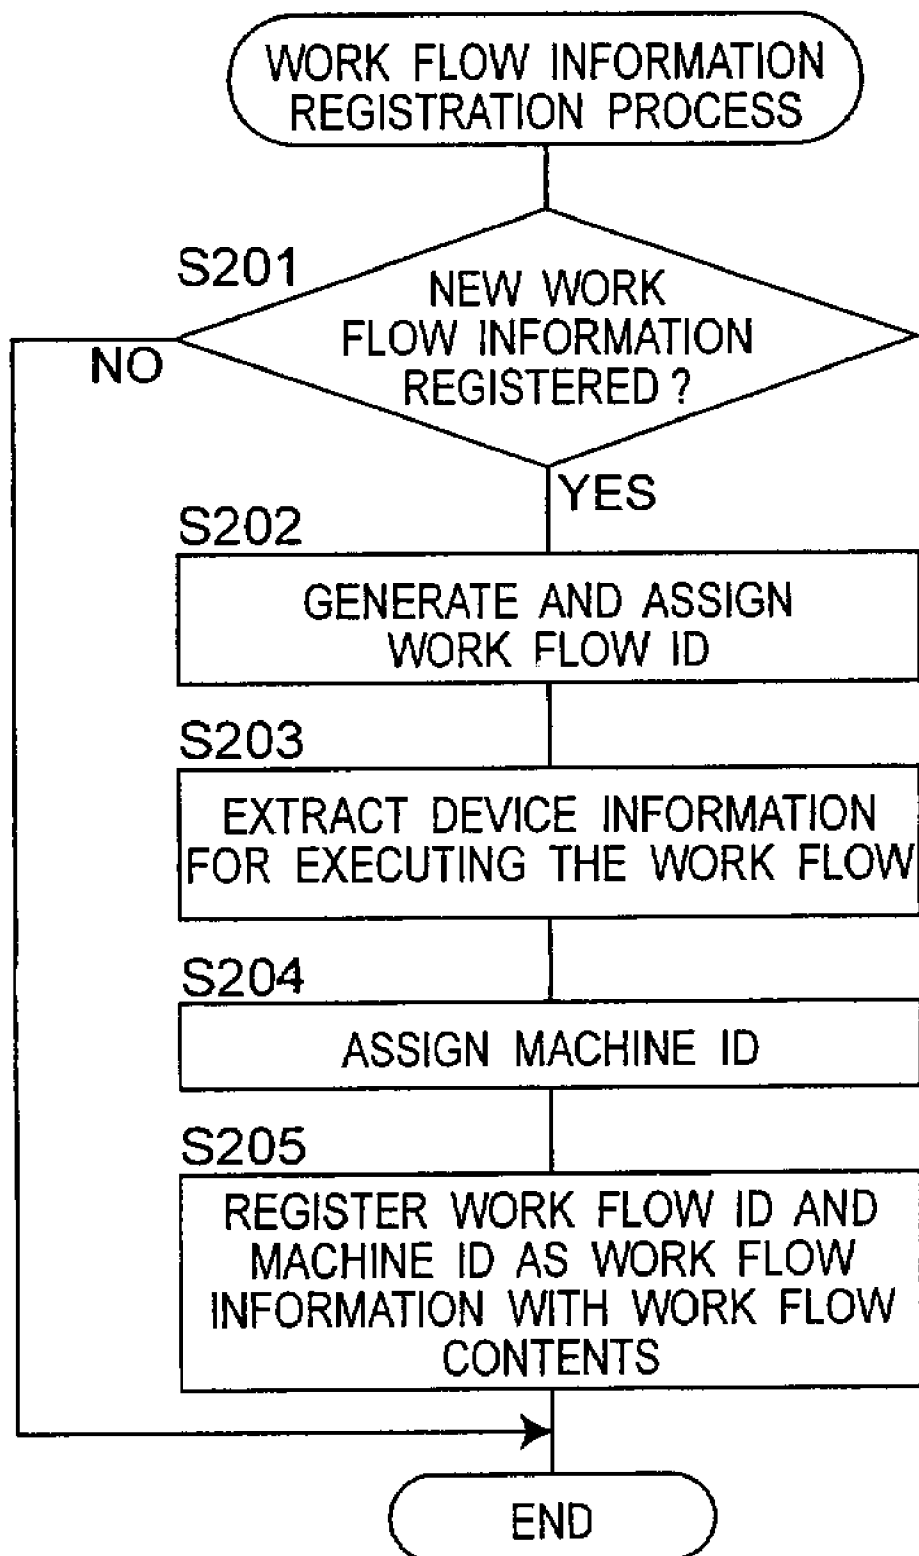 WORK FLOW INFORMATION
REGISTRATION PROCESS
S201
NEW WORK
FLOW INFORMATION
REGISTERED ?
NO
YES
S202
GENERATE AND ASSIGN
WORK FLOW ID
S203
EXTRACT DEVICE INFORMATION
FOR EXECUTING THE WORK FLOW
S204
ASSIGN MACHINE ID
S205
REGISTER WORK FLOW ID AND
MACHINE ID AS WORK FLOW
INFORMATION WITH WORK FLOW
CONTENTS
END